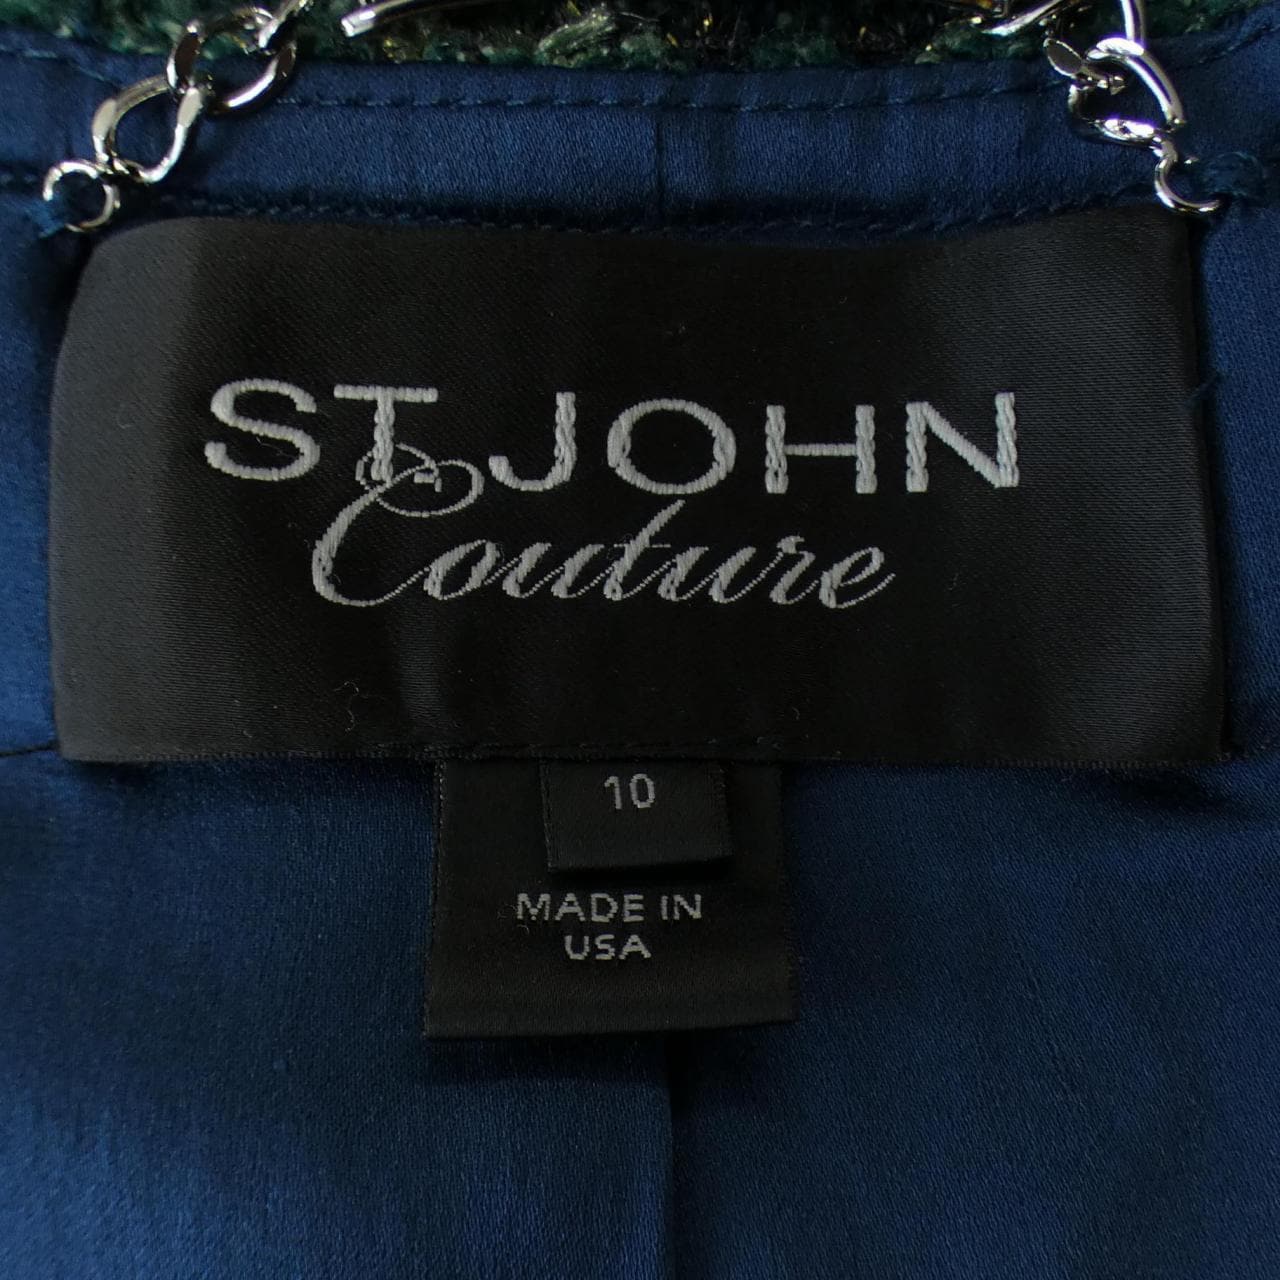 ST. JOHN
Couture
10
MADE IN
USA